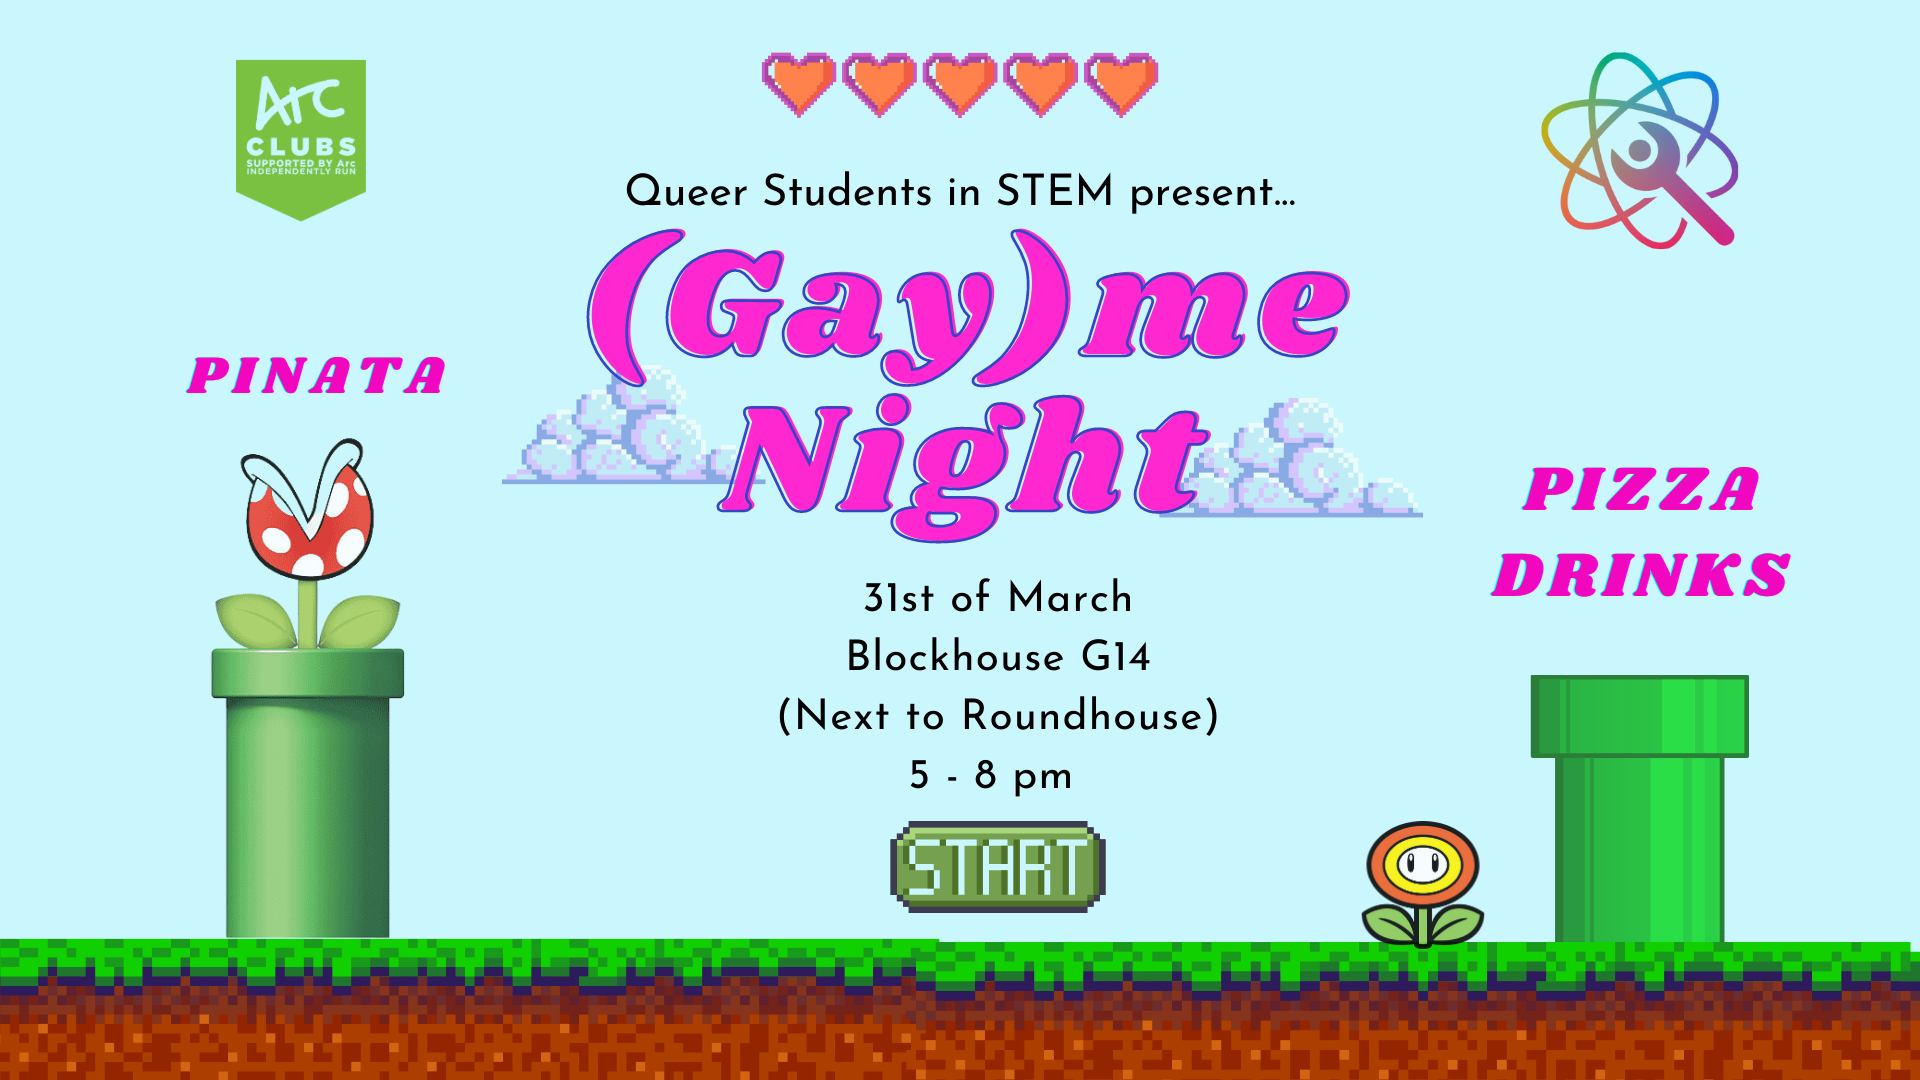 Arc
CLUBS
SUPPORTED BY Arc
INDEPENDENTLY RUN
Queer Students in STEM present...
(Gay)me
Night
PINATA
PIZZA
DRINKS
31st of March
Blockhouse G14
(Next to Roundhouse)
5 - 8 pm
START